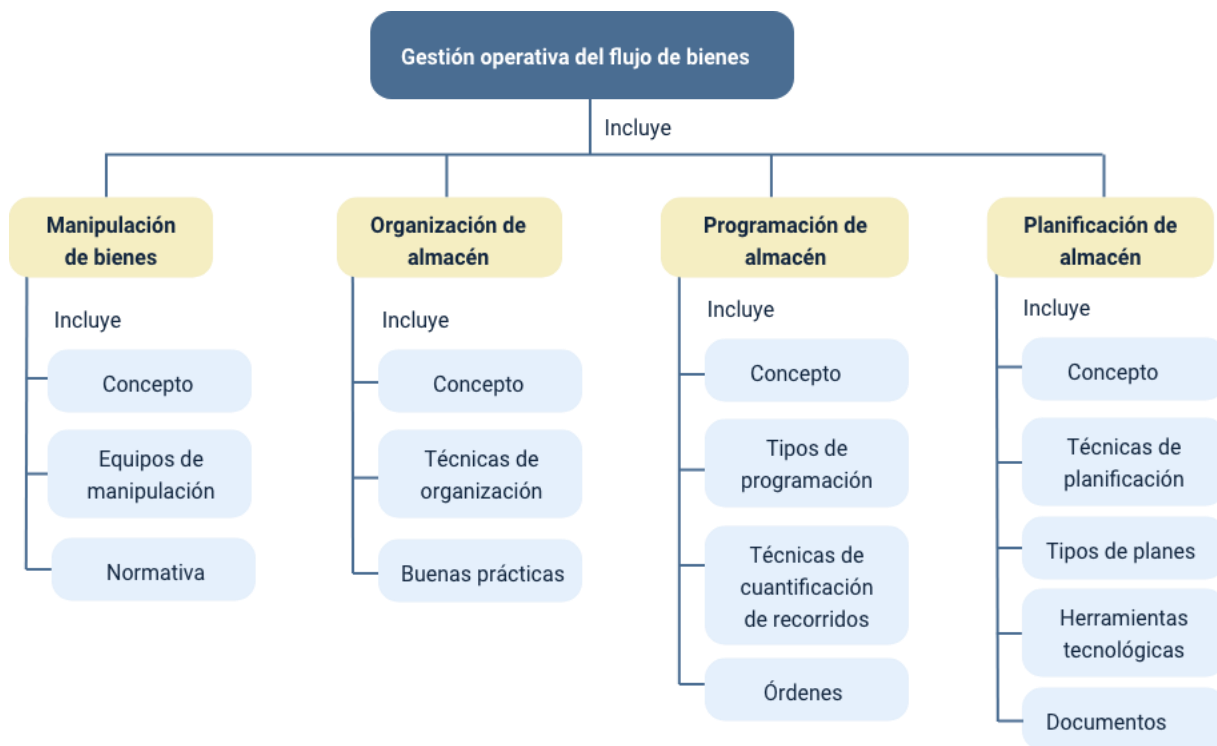 Gestión operativa del flujo de bienes
Incluye
Manipulación
de bienes
Incluye
Concepto
Equipos de
manipulación
Normativa
Organización de
almacén
Incluye
Concepto
Técnicas de
organización
Buenas prácticas
Programación de
almacén
Incluye
Concepto
Tipos de
programación
Técnicas de
cuantificación
de recorridos
Órdenes
Planificación de
almacén
Incluye
Concepto
Técnicas de
planificación
Tipos de planes
Herramientas
tecnológicas
Documentos